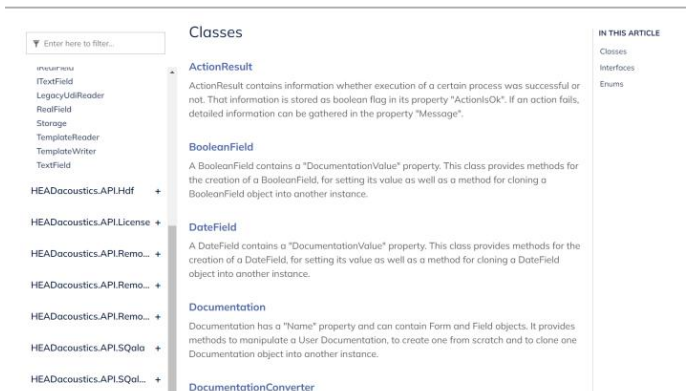 Enter here to filter...
ITextField
LegacyUdiReader
RealField
Storage
TemplateReader
TemplateWriter
TextField
HEADacoustics.API.Hdf +
HEADacoustics.API.License +
HEADacoustics.API.Remo... +
HEADacoustics.API.Remo... +
HEADacoustics.API.Remo... +
HEADacoustics.API.SQala +
HEADacoustics.API.SQal... +
Classes
ActionResult
ActionResult contains information whether execution of a certain process was successful or
not. That information is stored as boolean flag in its property "ActionIsOk". If an action fails,
detailed information can be gathered in the property "Message".
BooleanField
A BooleanField contains a "DocumentationValue" property. This class provides methods for
the creation of a BooleanField, for setting its value as well as a method for cloning a
BooleanField object into another instance.
DateField
A DateField contains a "DocumentationValue" property. This class provides methods for the
creation of a DateField, for setting its value as well as a method for cloning a DateField
object into another instance.
Documentation
Documentation has a "Name" property and can contain Form and Field objects. It provides
methods to manipulate a User Documentation, to create one from scratch and to clone one
Documentation object into another instance.
DocumentationConverter
IN THIS ARTICLE
Classes
Interfaces
Enums